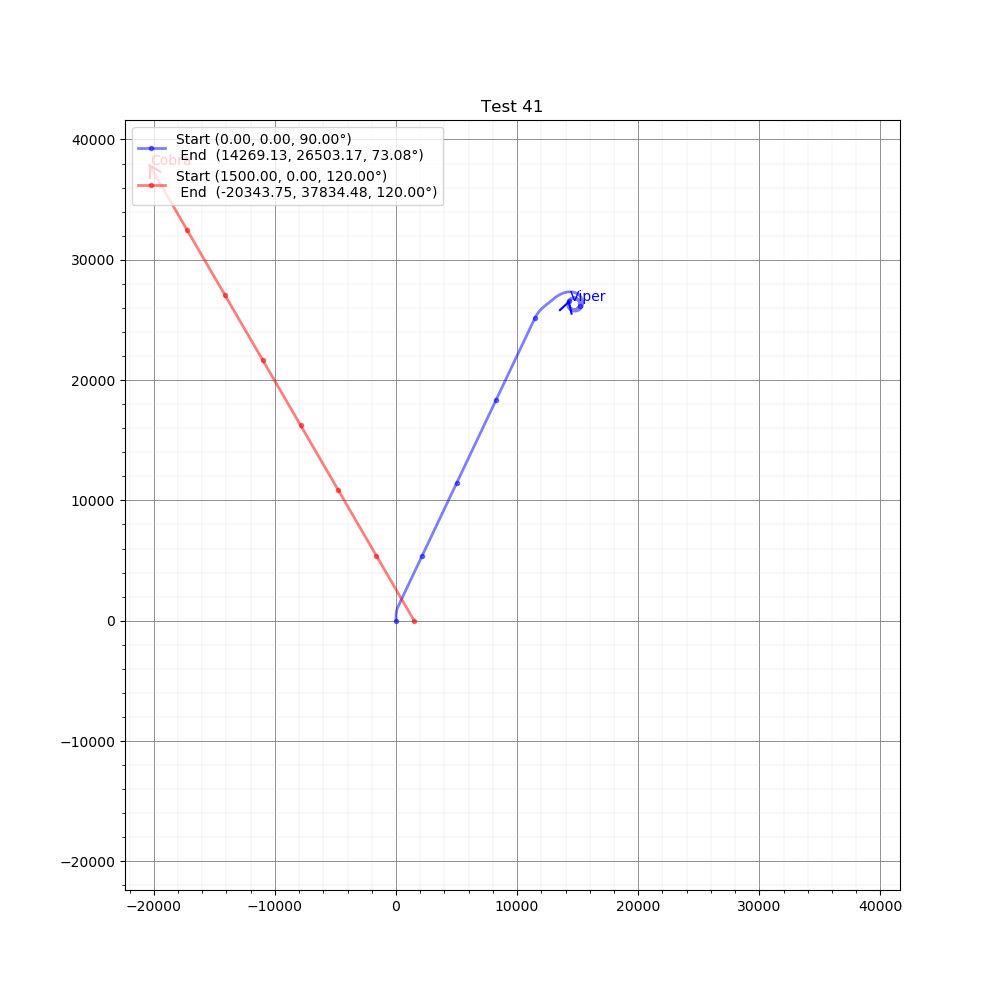 Test 41
Start (0.00, 0.00, 90.00°)
End (14269.13, 26503.17, 73.08°)
Start (1500.00, 0.00, 120.00°)
End (-20343.75, 37834.48, 120.00°)
Cobra
Viper
40000
30000
20000
10000
0
−10000
−20000
−20000 −10000 0 10000 20000 30000 40000